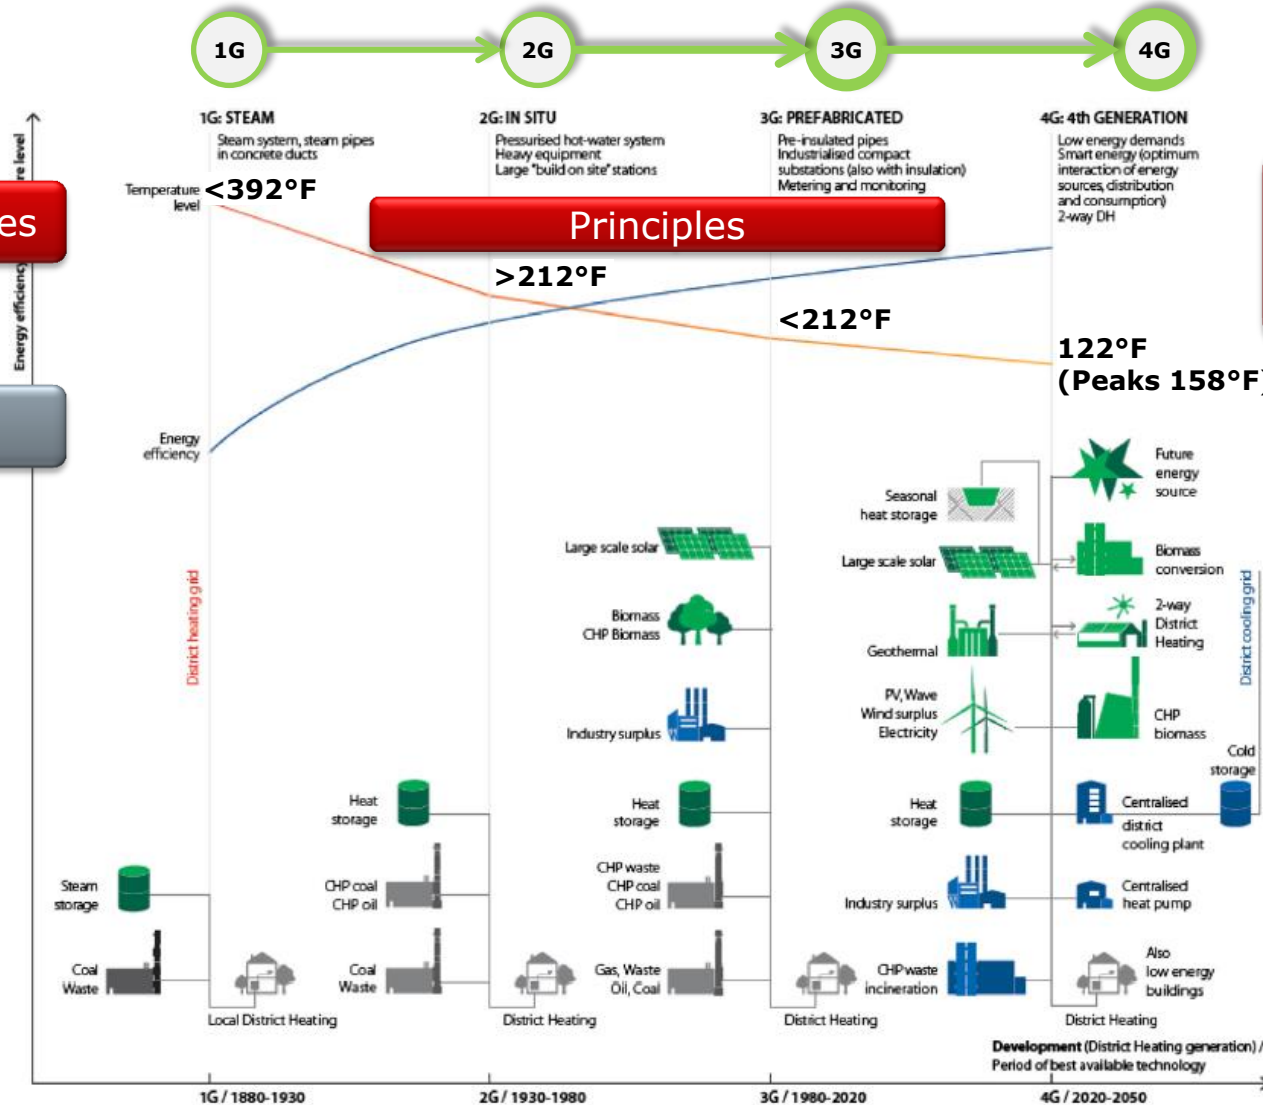 1G
2G
3G
4G
1G: STEAM
Steam system, steam pipes
in concrete ducts
2G: IN SITU
Pressurised hot-water system
Heavy equipment
Large "build on site" stations
3G: PREFABRICATED
Pre-insulated pipes
Industrialised compact
substations (also with insulation)
Metering and monitoring
4G: 4th GENERATION
Low energy demands
Smart energy (optimum
interaction of energy
sources, distribution
and consumption)
2-way DH
Energy efficiency
re level
es
Principles
Temperature
level
<392°F
>212°F
<212°F
122°F
(Peaks 158°F)
Energy
efficiency
District heating grid
Steam
storage
Coal
Waste
Local District Heating
Heat
storage
CHP coal
CHP oil
Coal
Waste
District Heating
Large scale solar
Biomass
CHP Biomass
Industry surplus
Heat
storage
CHP waste
CHP coal
CHP oil
Gas, Waste
Oil, Coal
District Heating
Seasonal
heat storage
Large scale solar
Geothermal
PV, Wave
Wind surplus
Electricity
Heat
storage
Industry surplus
CHP waste
incineration
Future
energy
source
Biomass
conversion
2-way
District
Heating
CHP
biomass
Centralised
district
cooling plant
Centralised
heat pump
Also
low energy
buildings
District Heating
District cooling grid
Cold
storage
Development (District Heating generation) /
Period of best available technology
1G / 1880-1930
2G / 1930-1980
3G / 1980-2020
4G / 2020-2050